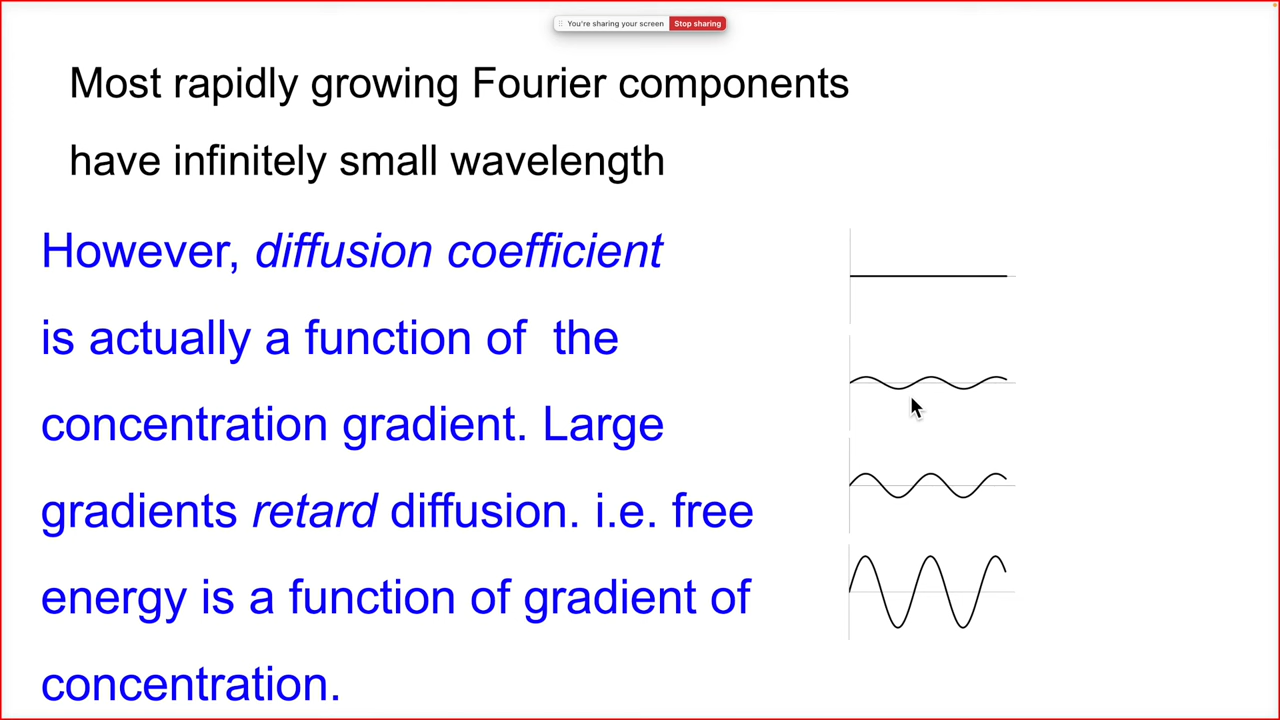 You're sharing your screen Stop sharing
Most rapidly growing Fourier components
have infinitely small wavelength
However, diffusion coefficient
is actually a function of the
concentration gradient. Large
gradients retard diffusion. i.e. free
energy is a function of gradient of
concentration.